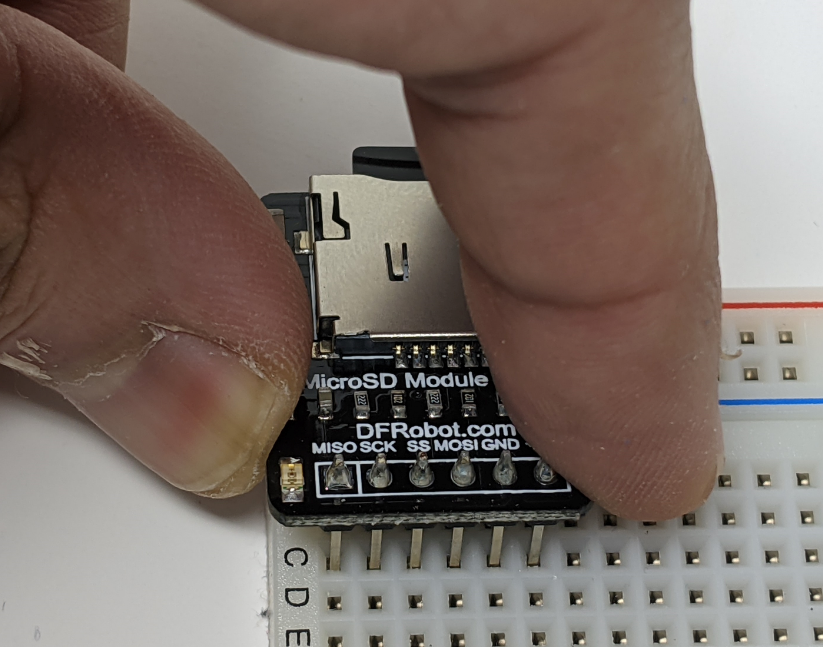 MicroSD Module
DFRobot.com
MISO SCK SS MOSI GND
C
D
E